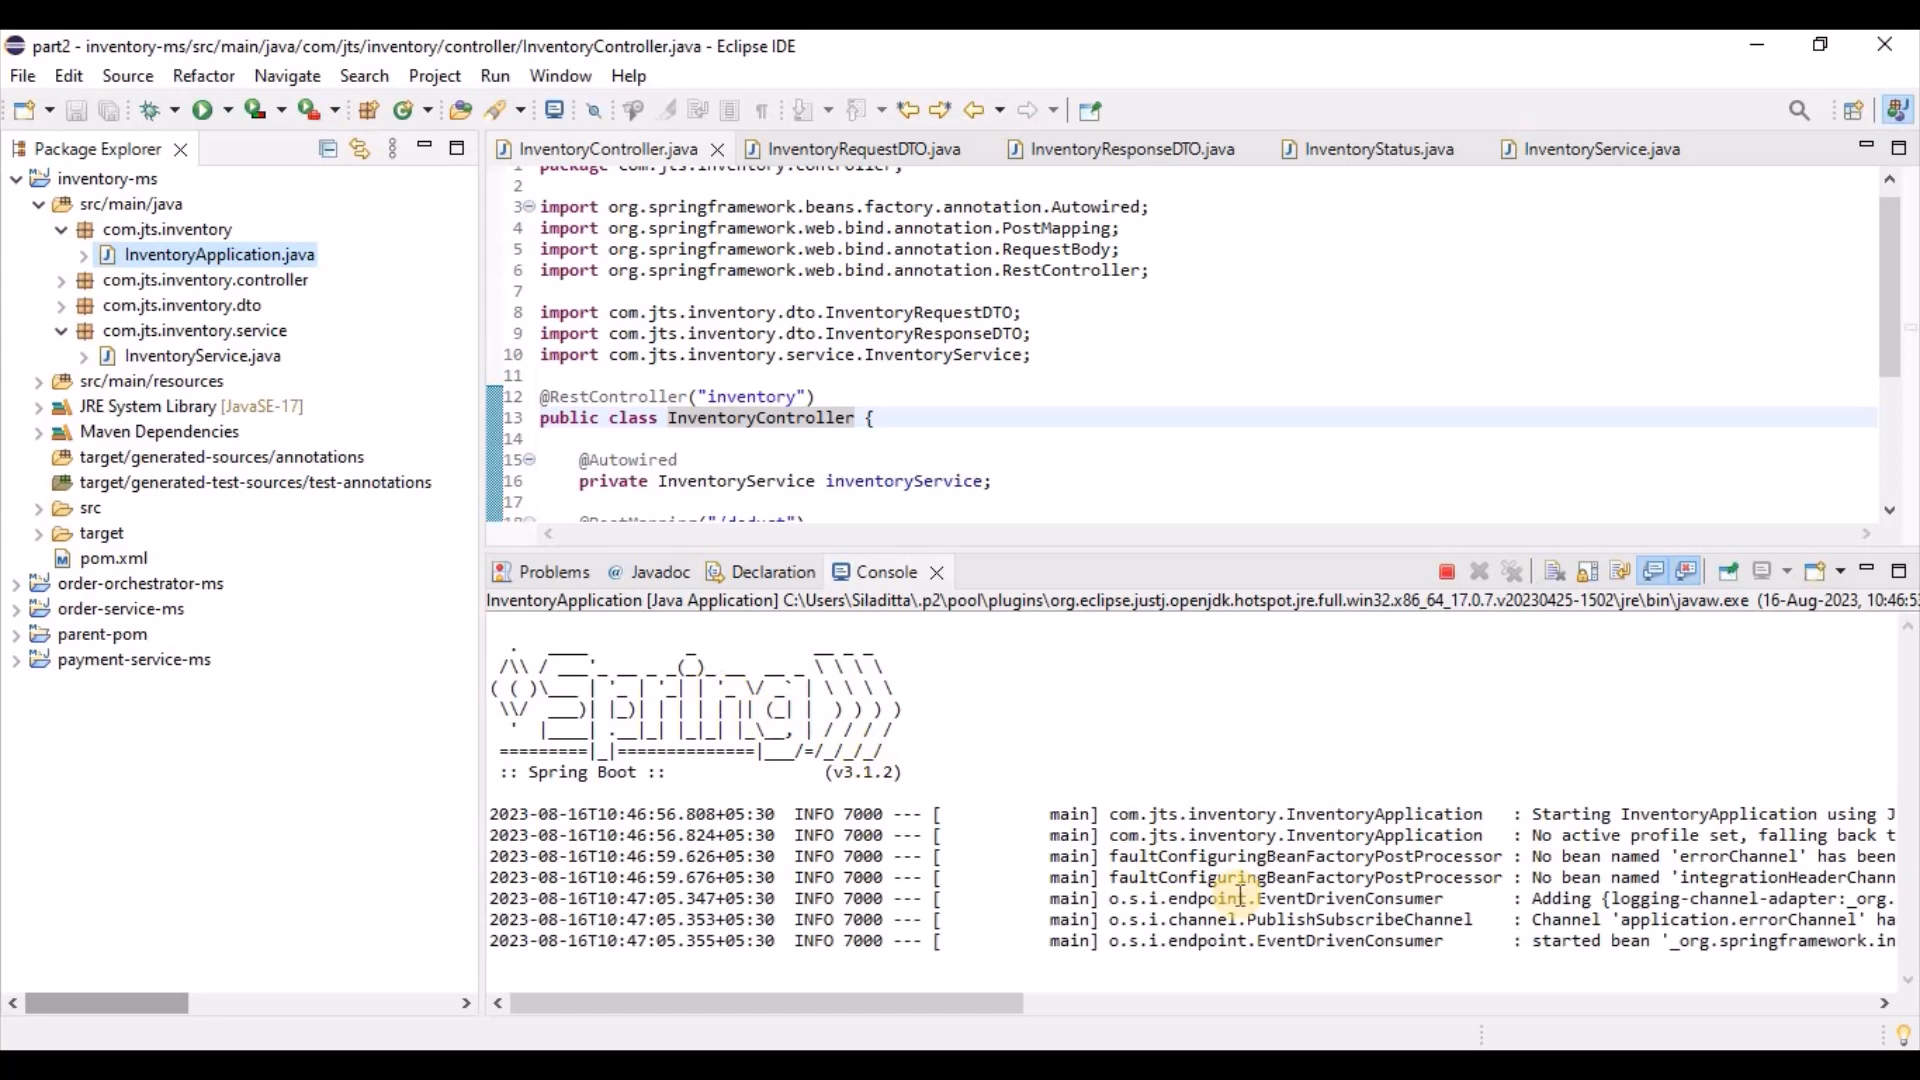 part2 - inventory-ms/src/main/java/com/jts/inventory/controller/InventoryController.java - Eclipse IDE
File Edit Source Refactor Navigate Search Project Run Window Help
Package Explorer
inventory-ms
src/main/java
com.jts.inventory
InventoryApplication.java
com.jts.inventory.controller
com.jts.inventory.dto
com.jts.inventory.service
InventoryService.java
src/main/resources
JRE System Library [JavaSE-17]
Maven Dependencies
target/generated-sources/annotations
target/generated-test-sources/test-annotations
src
target
pom.xml
order-orchestrator-ms
order-service-ms
parent-pom
payment-service-ms
InventoryController.java InventoryRequestDTO.java InventoryResponseDTO.java InventoryStatus.java InventoryService.java
1 package com.jts.inventory.controller;
2
3 import org.springframework.beans.factory.annotation.Autowired;
4 import org.springframework.web.bind.annotation.PostMapping;
5 import org.springframework.web.bind.annotation.RequestBody;
6 import org.springframework.web.bind.annotation.RestController;
7
8 import com.jts.inventory.dto.InventoryRequestDTO;
9 import com.jts.inventory.dto.InventoryResponseDTO;
10 import com.jts.inventory.service.InventoryService;
11
12 @RestController("inventory")
13 public class InventoryController {
14
15 @Autowired
16 private InventoryService inventoryService;
17
18 @PostMapping("/deduct")
Problems Javadoc Declaration Console
InventoryApplication [Java Application] C:\Users\Siladitta\.p2\pool\plugins\org.eclipse.justj.openjdk.hotspot.jre.full.win32.x86_64_17.0.7.v20230425-1502\jre\bin\javaw.exe (16-Aug-2023, 10:46:5
Spring
:: Spring Boot :: (v3.1.2)
2023-08-16T10:46:56.808+05:30 INFO 7000 --- [ main] com.jts.inventory.InventoryApplication : Starting InventoryApplication using J
2023-08-16T10:46:56.824+05:30 INFO 7000 --- [ main] com.jts.inventory.InventoryApplication : No active profile set, falling back t
2023-08-16T10:46:59.626+05:30 INFO 7000 --- [ main] faultConfiguringBeanFactoryPostProcessor : No bean named 'errorChannel' has been
2023-08-16T10:46:59.676+05:30 INFO 7000 --- [ main] faultConfiguringBeanFactoryPostProcessor : No bean named 'integrationHeaderChann
2023-08-16T10:47:05.347+05:30 INFO 7000 --- [ main] o.s.i.endpoint.EventDrivenConsumer : Adding {logging-channel-adapter:_org.
2023-08-16T10:47:05.353+05:30 INFO 7000 --- [ main] o.s.i.channel.PublishSubscribeChannel : Channel 'application.errorChannel' ha
2023-08-16T10:47:05.355+05:30 INFO 7000 --- [ main] o.s.i.endpoint.EventDrivenConsumer : started bean '_org.springframework.in